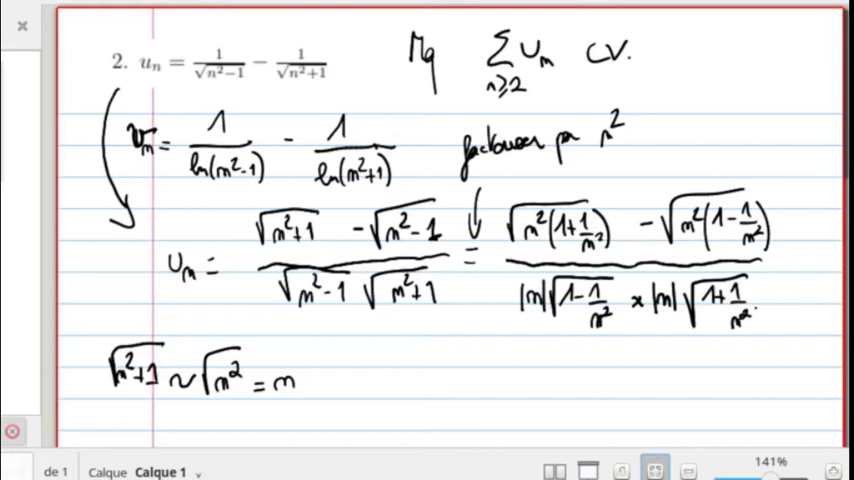 2. uₙ = 1/√(n²−1) − 1/√(n²+1) Mq ∑ uₙ CV.
n≥2
vₙ = 1/ln(n²−1) − 1/ln(n²+1) factoriser par n²
uₙ = (√(n²+1) − √(n²−1)) / (√(n²−1) √(n²+1)) = (√(n²(1+1/n²)) − √(n²(1−1/n²))) / (|n|√(1−1/n²) × |n|√(1+1/n²))
√(n²+1) ~ √(n²) = n
de 1 Calque Calque 1 141%